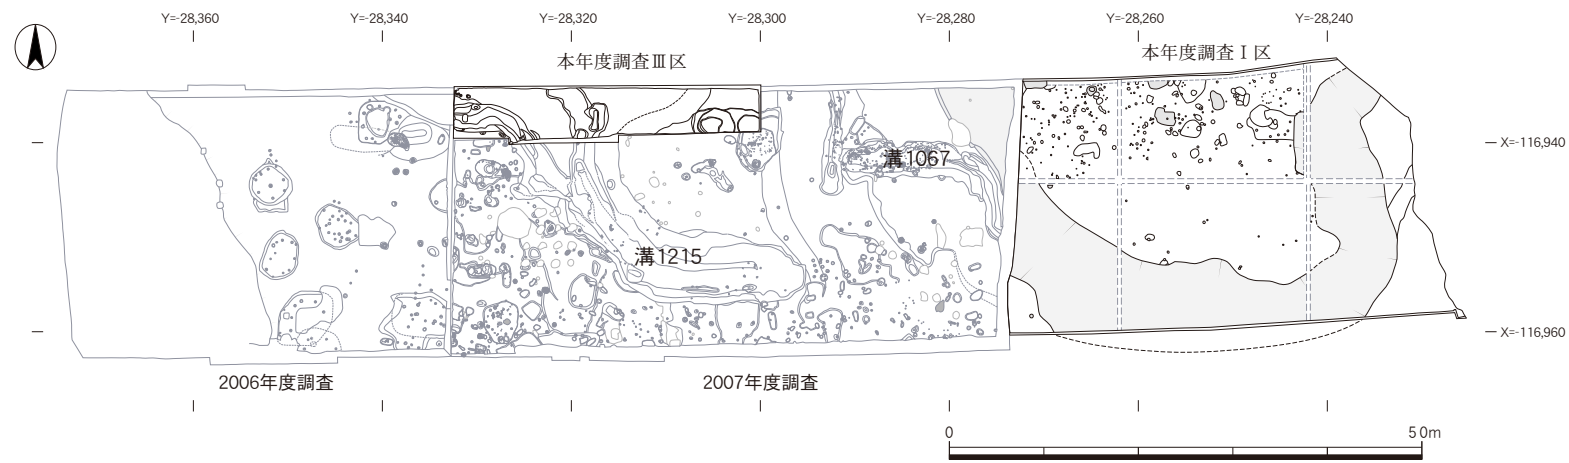 Y=-28,360 Y=-28,340 Y=-28,320 Y=-28,300 Y=-28,280 Y=-28,260 Y=-28,240
本年度調査Ⅲ区
本年度調査Ⅰ区
X=-116,940
溝1067
溝1215
X=-116,960
2006年度調査
2007年度調査
0 50m